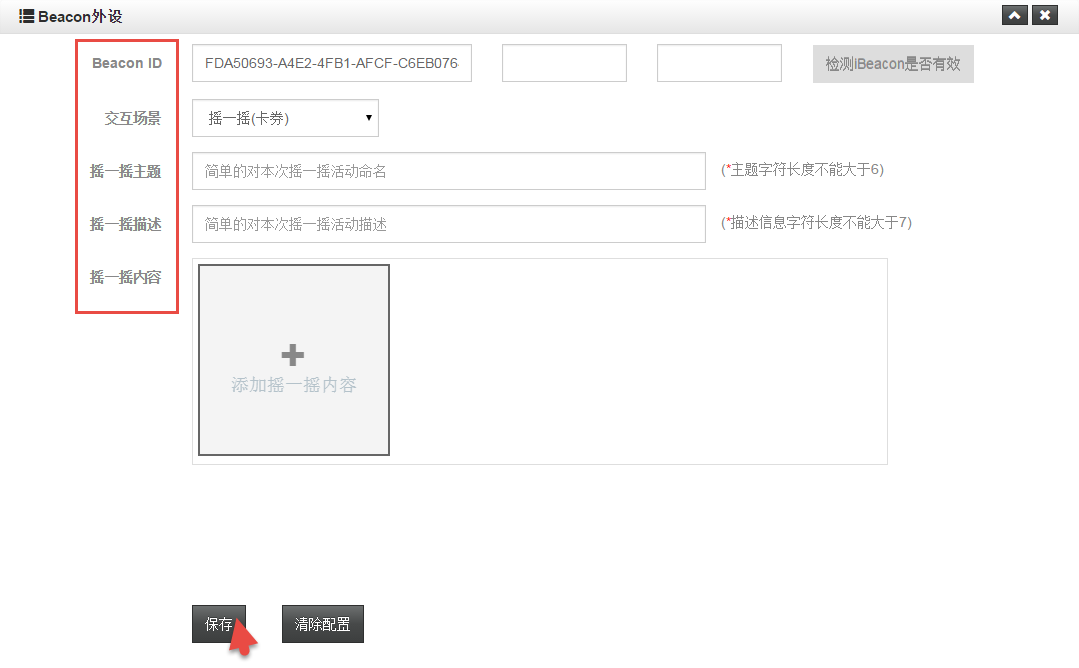 Beacon外设
Beacon ID FDA50693-A4E2-4FB1-AFCF-C6EB076 检测iBeacon是否有效
交互场景 摇一摇(卡券)
摇一摇主题 简单的对本次摇一摇活动命名 (*主题字符长度不能大于6)
摇一摇描述 简单的对本次摇一摇活动描述 (*描述信息字符长度不能大于7)
摇一摇内容
添加摇一摇内容
保存 清除配置